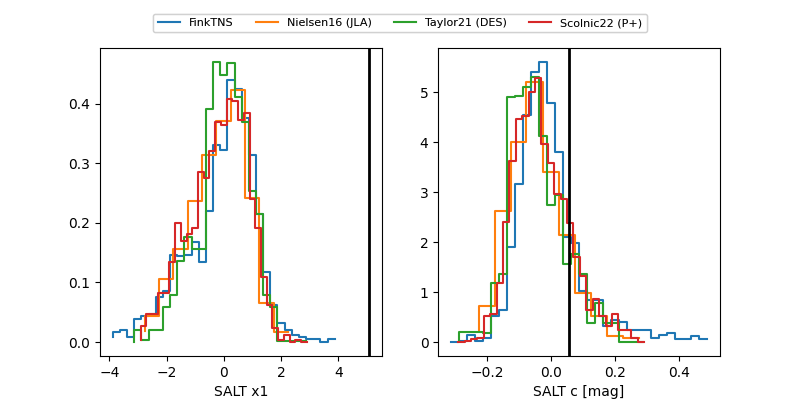 FinkTNS Nielsen16 (JLA) Taylor21 (DES) Scolnic22 (P+)
0.4
0.3
0.2
0.1
0.0
−4 −2 0 2 4
SALT x1
5
4
3
2
1
0
−0.2 0.0 0.2 0.4
SALT c [mag]